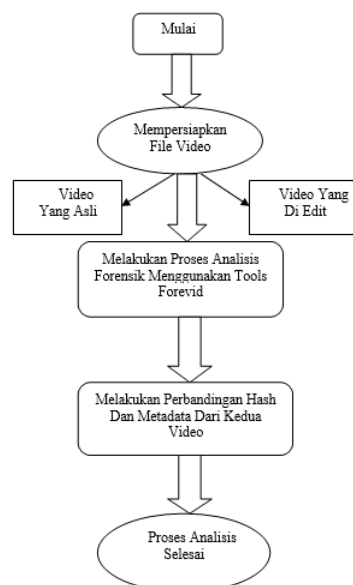 Mulai
Mempersiapkan
File Video
Video
Yang Asli
Video Yang
Di Edit
Melakukan Proses Analisis
Forensik Menggunakan Tools
Forevid
Melakukan Perbandingan Hash
Dan Metadata Dari Kedua
Video
Proses Analisis
Selesai